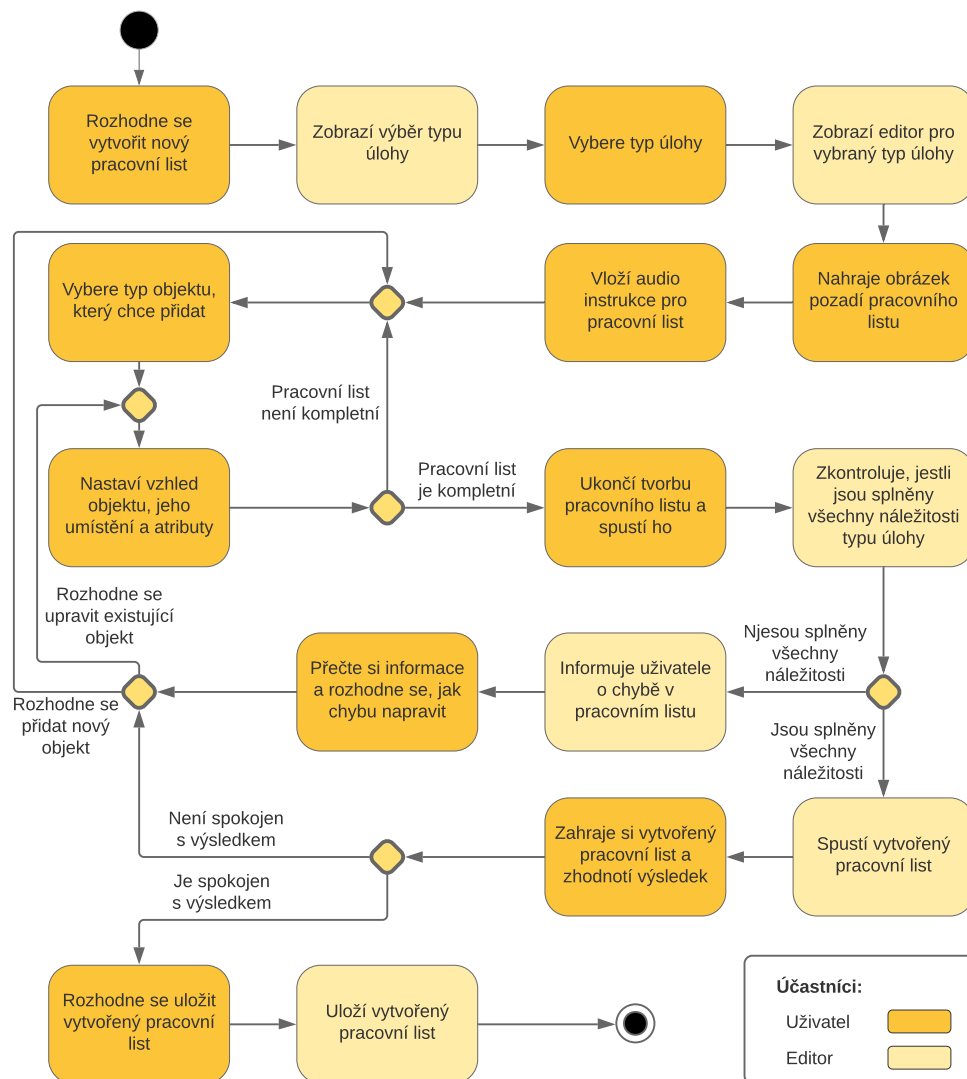 Rozhodne se
vytvořit nový
pracovní list
Zobrazí výběr typu
úlohy
Vybere typ úlohy
Zobrazí editor pro
vybraný typ úlohy
Vybere typ objektu,
který chce přidat
Vloží audio
instrukce pro
pracovní list
Nahraje obrázek
pozadí pracovního
listu
Pracovní list
není kompletní
Nastaví vzhled
objektu, jeho
umístění a atributy
Pracovní list
je kompletní
Ukončí tvorbu
pracovního listu a
spustí ho
Zkontroluje, jestli
jsou splněny
všechny náležitosti
typu úlohy
Rozhodne se
upravit existující
objekt
Rozhodne se
přidat nový
objekt
Přečte si informace
a rozhodne se, jak
chybu napravit
Informuje uživatele
o chybě v
pracovním listu
Njesou splněny
všechny
náležitosti
Jsou splněny
všechny
náležitosti
Není spokojen
s výsledkem
Je spokojen
s výsledkem
Zahraje si vytvořený
pracovní list a
zhodnotí výsledek
Spustí vytvořený
pracovní list
Rozhodne se uložit
vytvořený pracovní
list
Uloží vytvořený
pracovní list
Účastníci:
Uživatel
Editor